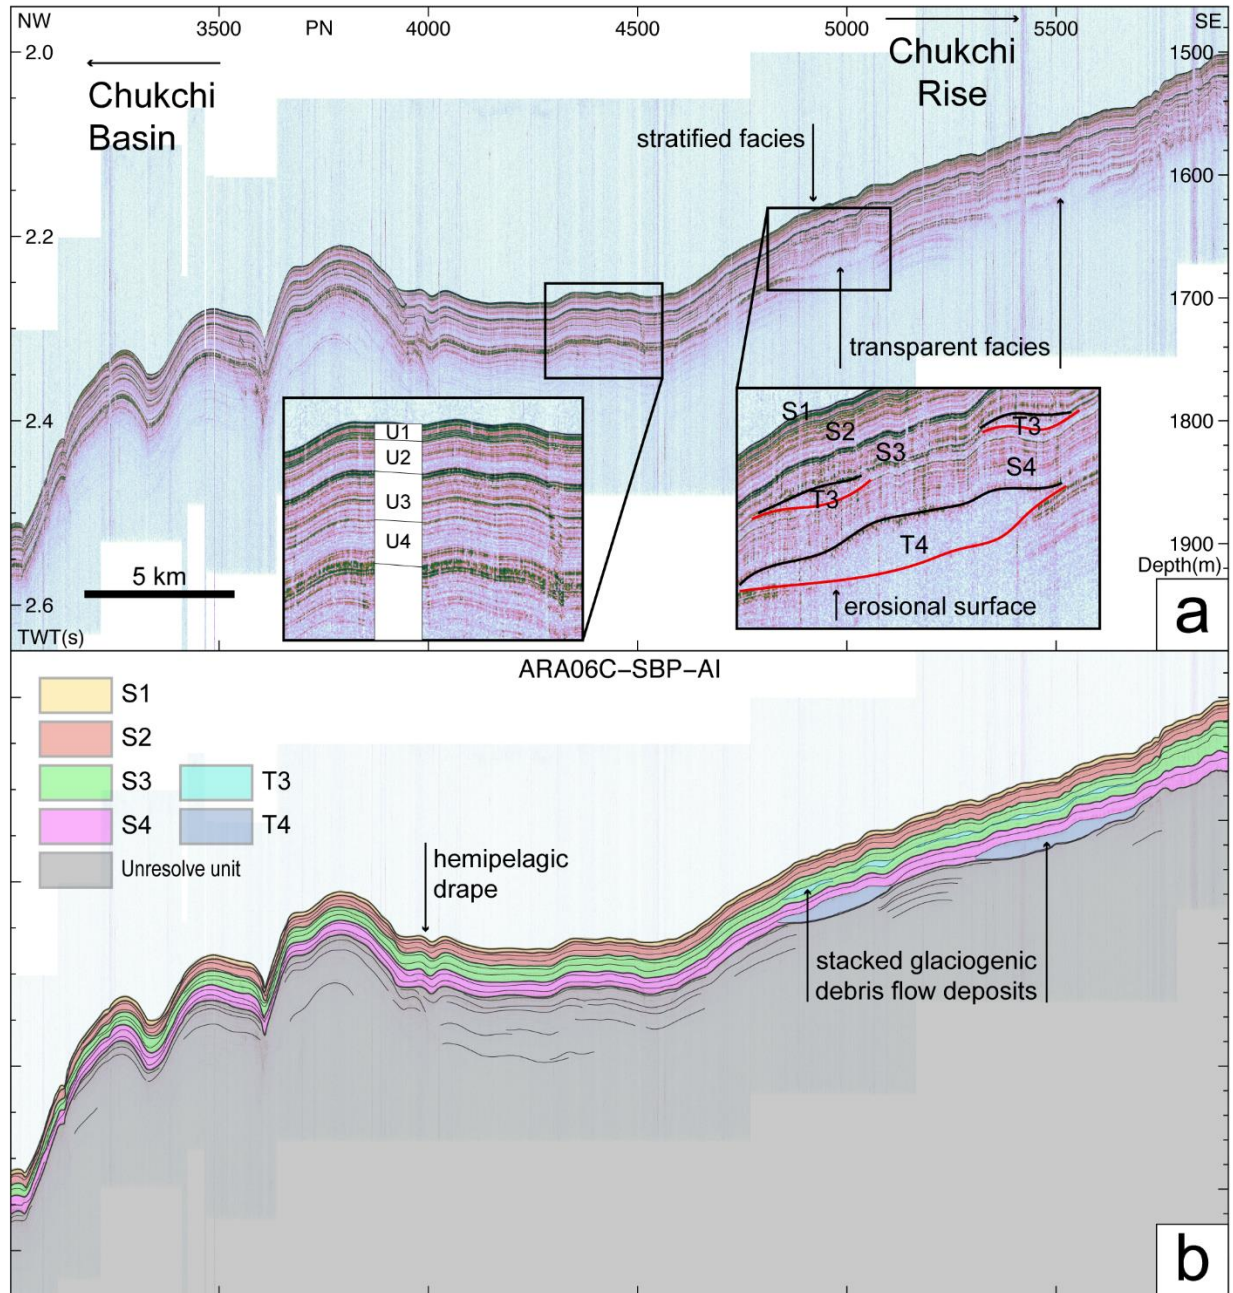 NW
3500
PN
4000
4500
5000
5500
SE
2.0
2.2
2.4
2.6
TWT(s)
1500
1600
1700
1800
1900
Depth(m)
Chukchi
Basin
Chukchi
Rise
stratified facies
transparent facies
5 km
U1
U2
U3
U4
S1
S2
S3
T3
S4
T3
T4
erosional surface
a
ARA06C-SBP-AI
S1
S2
S3
T3
S4
T4
Unresolve unit
hemipelagic
drape
stacked glaciogenic
debris flow deposits
b